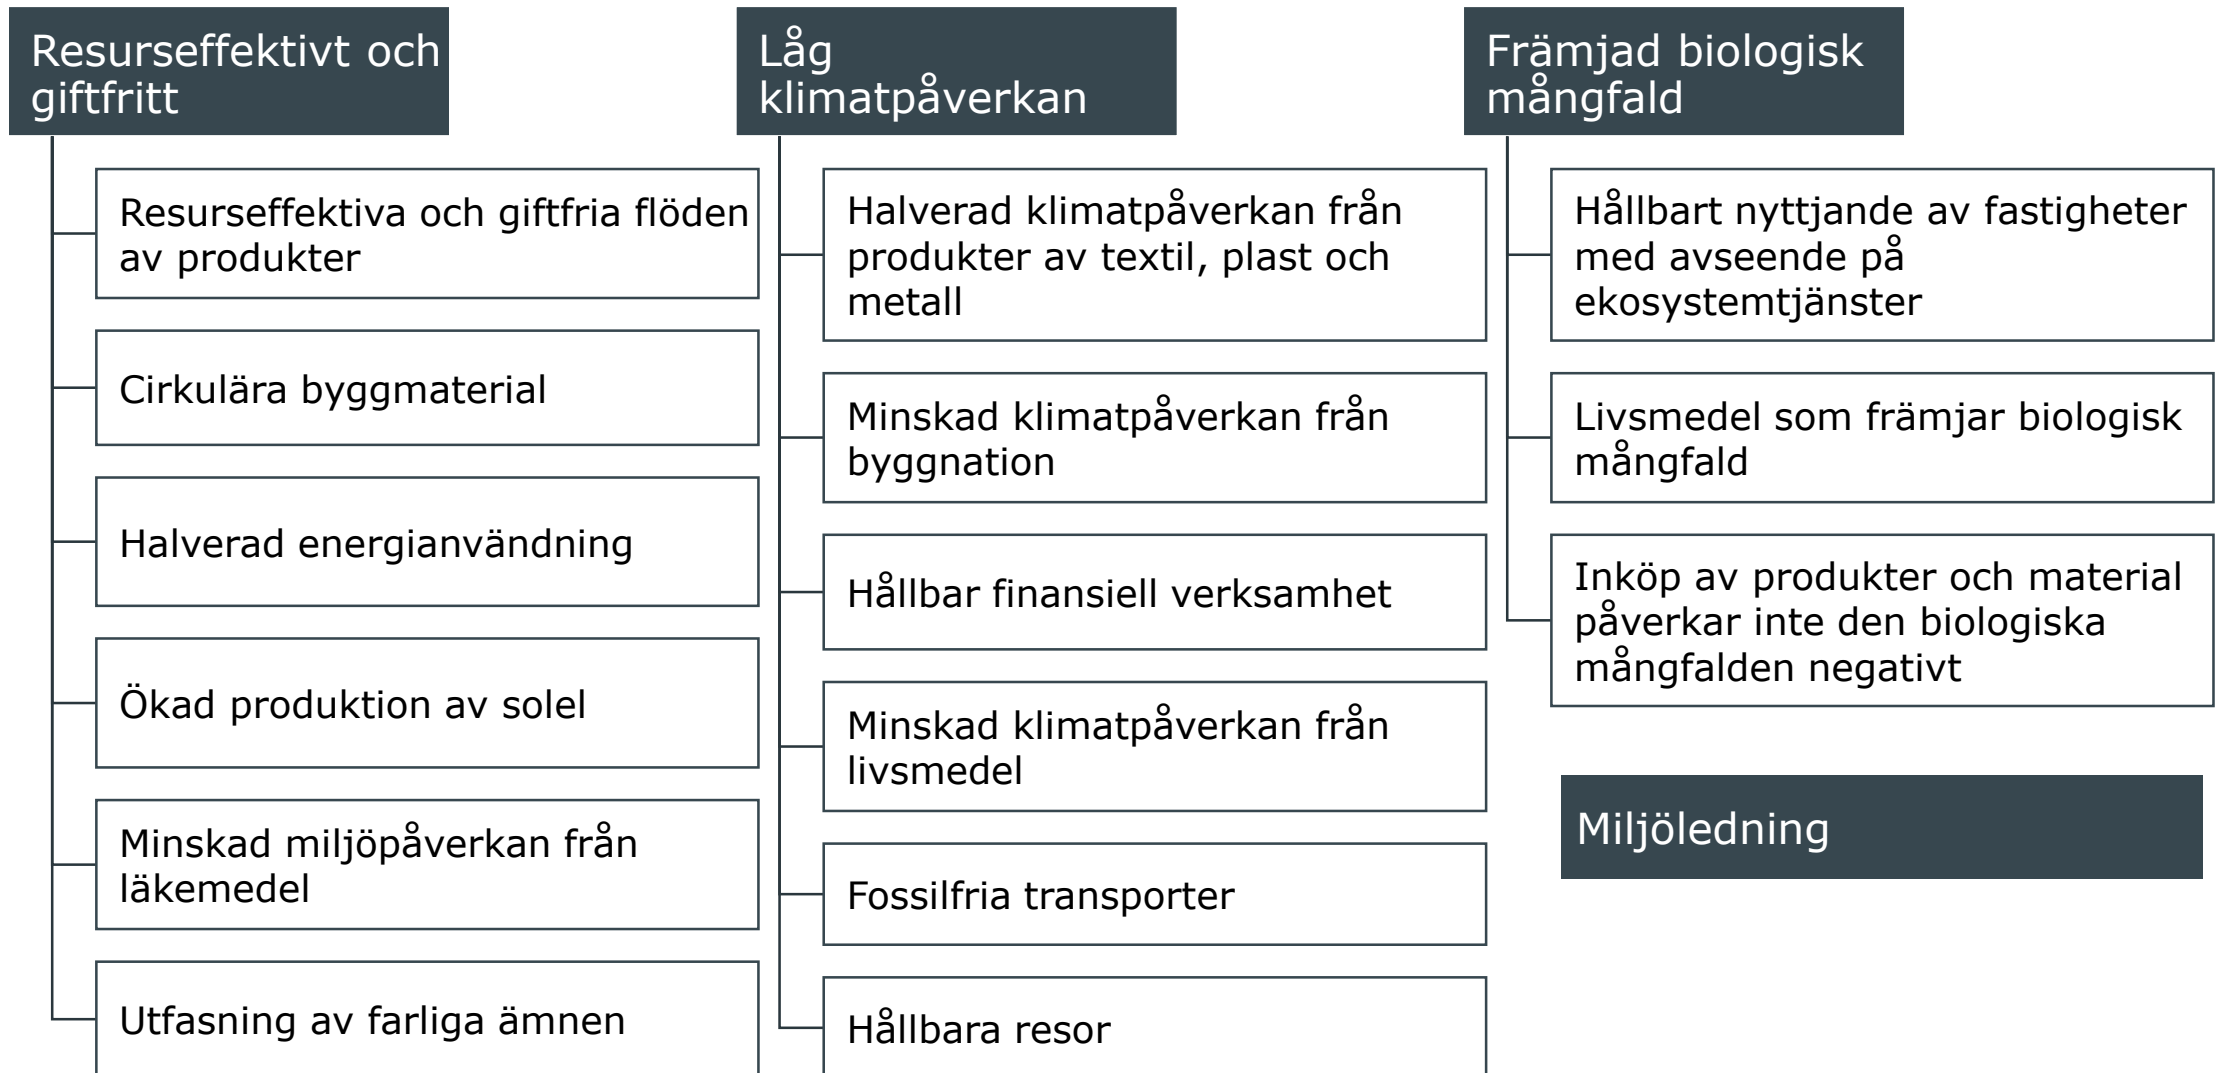 Resurseffektivt och
giftfritt
Resurseffektiva och giftfria flöden
av produkter
Cirkulära byggmaterial
Halverad energianvändning
Ökad produktion av solel
Minskad miljöpåverkan från
läkemedel
Utfasning av farliga ämnen
Låg
klimatpåverkan
Halverad klimatpåverkan från
produkter av textil, plast och
metall
Minskad klimatpåverkan från
byggnation
Hållbar finansiell verksamhet
Minskad klimatpåverkan från
livsmedel
Fossilfria transporter
Hållbara resor
Främjad biologisk
mångfald
Hållbart nyttjande av fastigheter
med avseende på
ekosystemtjänster
Livsmedel som främjar biologisk
mångfald
Inköp av produkter och material
påverkar inte den biologiska
mångfalden negativt
Miljöledning